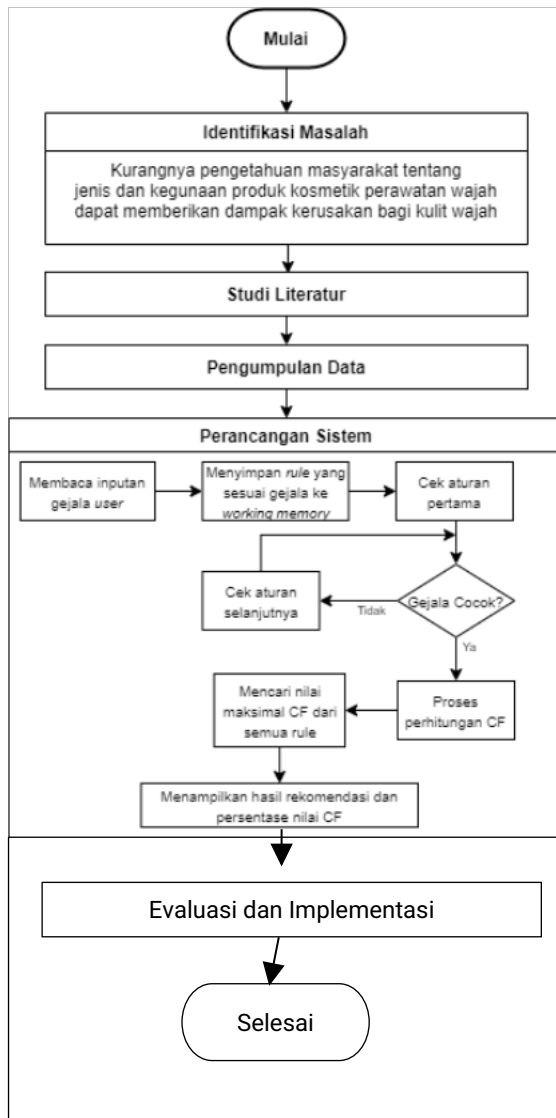 Mulai
Identifikasi Masalah
Kurangnya pengetahuan masyarakat tentang
jenis dan kegunaan produk kosmetik perawatan wajah
dapat memberikan dampak kerusakan bagi kulit wajah
Studi Literatur
Pengumpulan Data
Perancangan Sistem
Membaca inputan
gejala user
Menyimpan rule yang
sesuai gejala ke
working memory
Cek aturan
pertama
Cek aturan
selanjutnya
Tidak
Gejala Cocok?
Ya
Mencari nilai
maksimal CF dari
semua rule
Proses
perhitungan CF
Menampilkan hasil rekomendasi dan
persentase nilai CF
Evaluasi dan Implementasi
Selesai